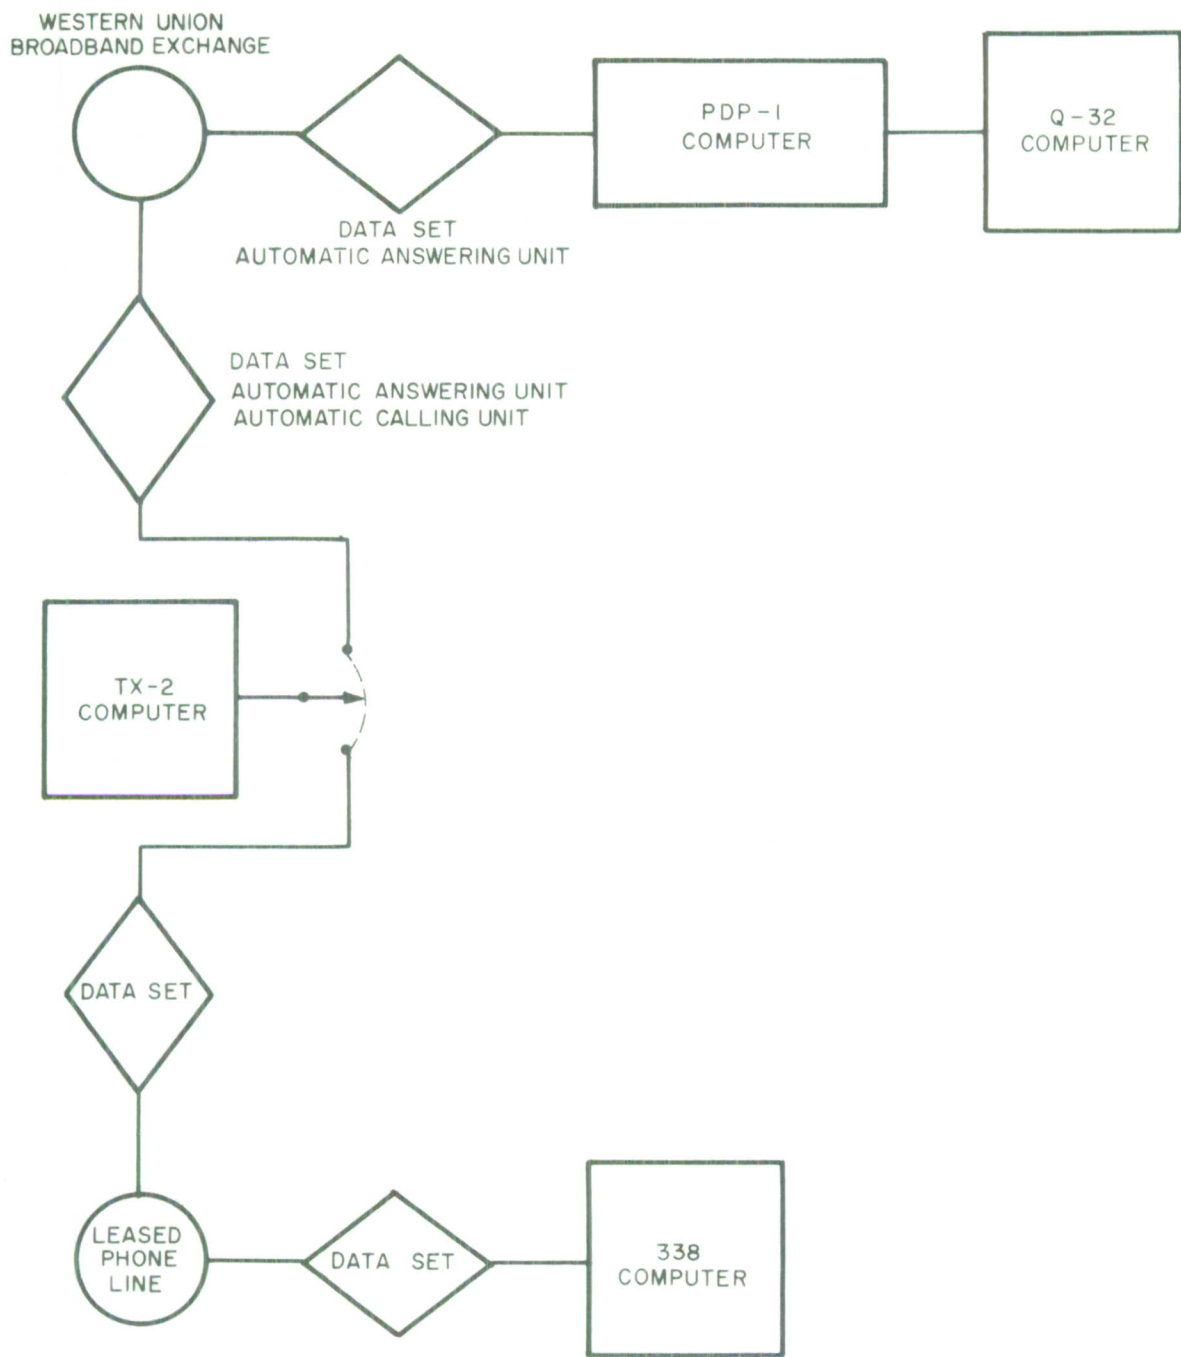 WESTERN UNION
BROADBAND EXCHANGE
PDP-1
COMPUTER
Q-32
COMPUTER
DATA SET
AUTOMATIC ANSWERING UNIT
DATA SET
AUTOMATIC ANSWERING UNIT
AUTOMATIC CALLING UNIT
TX-2
COMPUTER
DATA SET
LEASED
PHONE
LINE
DATA SET
338
COMPUTER